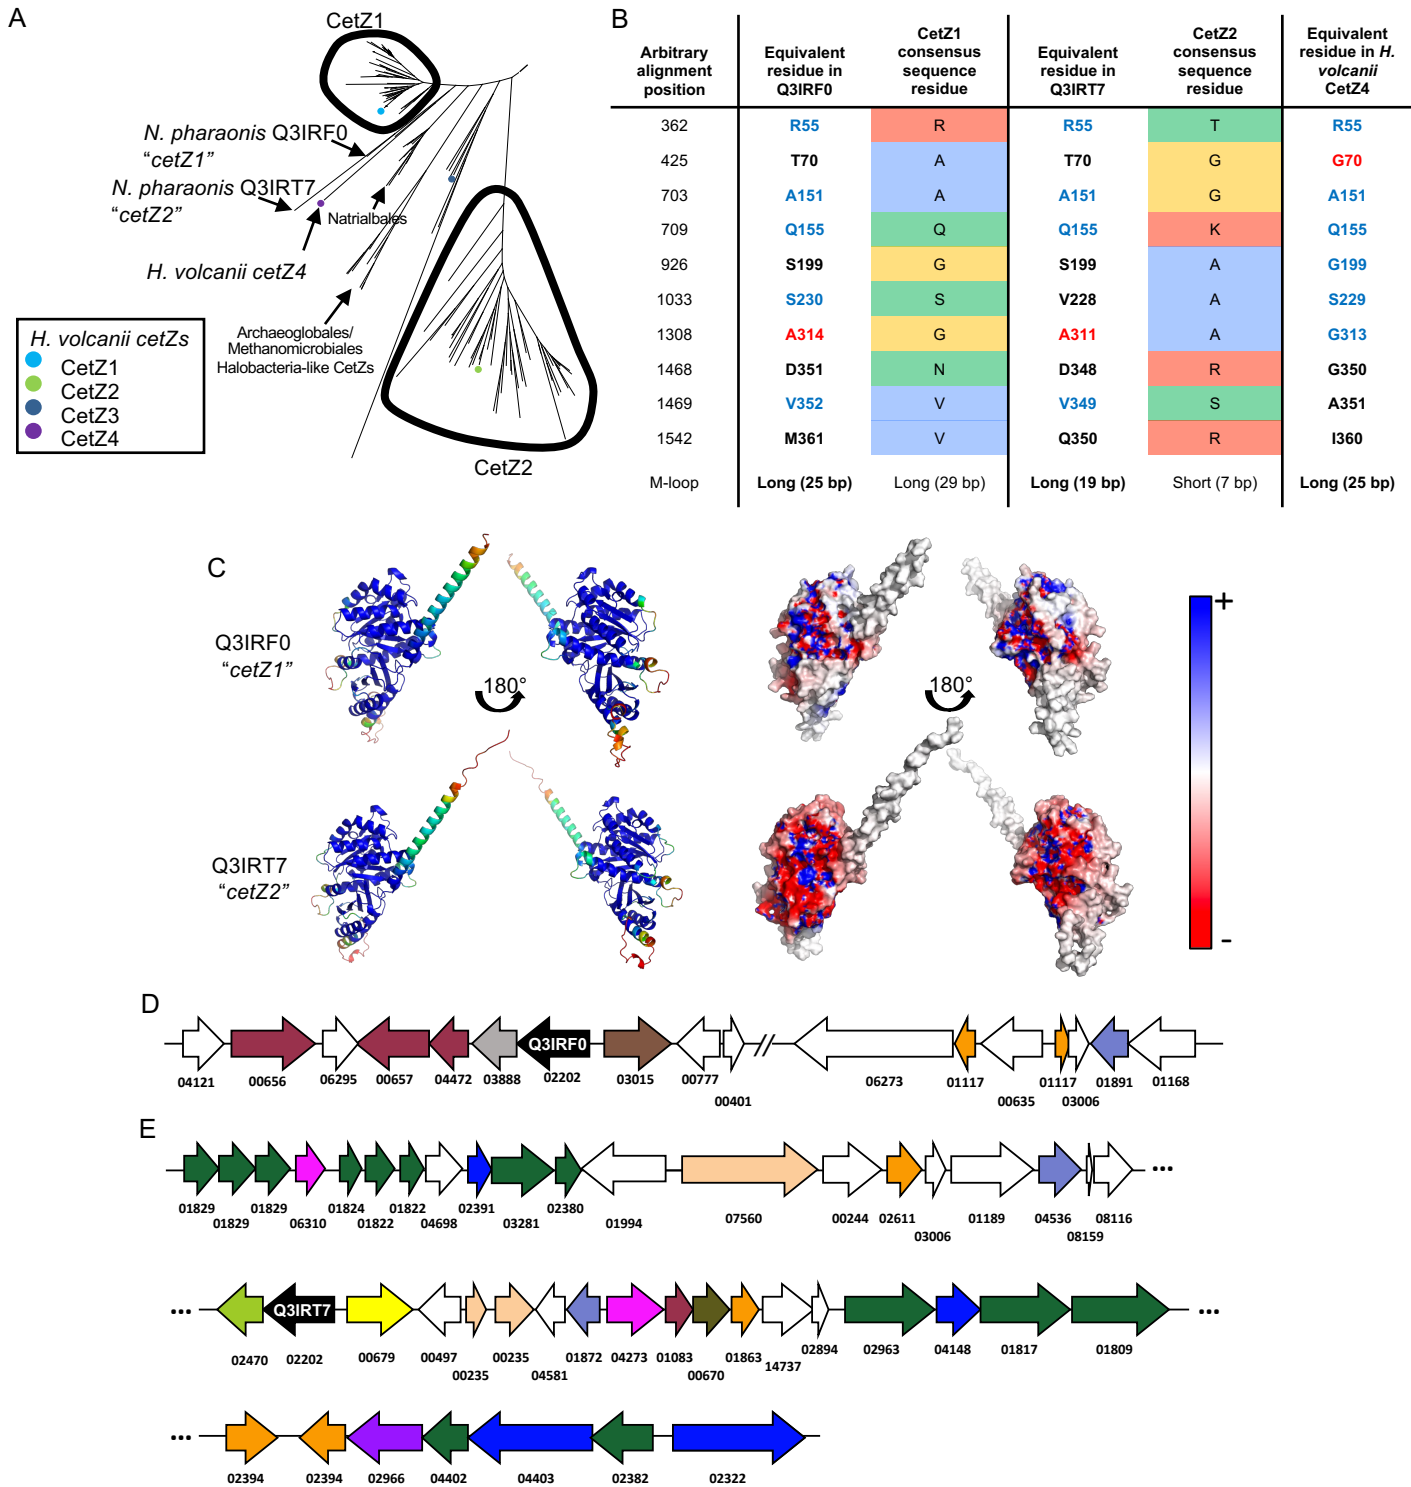 A
CetZ1
N. pharaonis Q3IRF0
“cetZ1”
N. pharaonis Q3IRT7
“cetZ2”
Natrialbales
H. volcanii cetZ4
Archaeoglobales/
Methanomicrobiales
Halobacteria-like CetZs
CetZ2
H. volcanii cetZs
CetZ1
CetZ2
CetZ3
CetZ4
B
Arbitrary alignment position | Equivalent residue in Q3IRF0 | CetZ1 consensus sequence residue | Equivalent residue in Q3IRT7 | CetZ2 consensus sequence residue | Equivalent residue in H. volcanii CetZ4
362 R55 R R55 T R55
425 T70 A T70 G G70
703 A151 A A151 G A151
709 Q155 Q Q155 K Q155
926 S199 G S199 A G199
1033 S230 S V228 A S229
1308 A314 G A311 A G313
1468 D351 N D348 R G350
1469 V352 V V349 S A351
1542 M361 V Q350 R I360
M-loop Long (25 bp) Long (29 bp) Long (19 bp) Short (7 bp) Long (25 bp)
C
Q3IRF0
“cetZ1”
180°
180°
Q3IRT7
“cetZ2”
+
-
D
Q3IRF0
04121 00656 06295 00657 04472 03888 02202 03015 00777 00401 // 06273 01117 00635 01117 03006 01891 01168
E
01829 01829 01829 06310 01824 01822 01822 04698 02391 03281 02380 01994 07560 00244 02611 03006 01189 04536 08159 08116 ...
... Q3IRT7 ...
02470 02202 00679 00497 00235 00235 04581 01872 04273 01083 00670 01863 14737 02894 02963 04148 01817 01809
...
02394 02394 02966 04402 04403 02382 02322